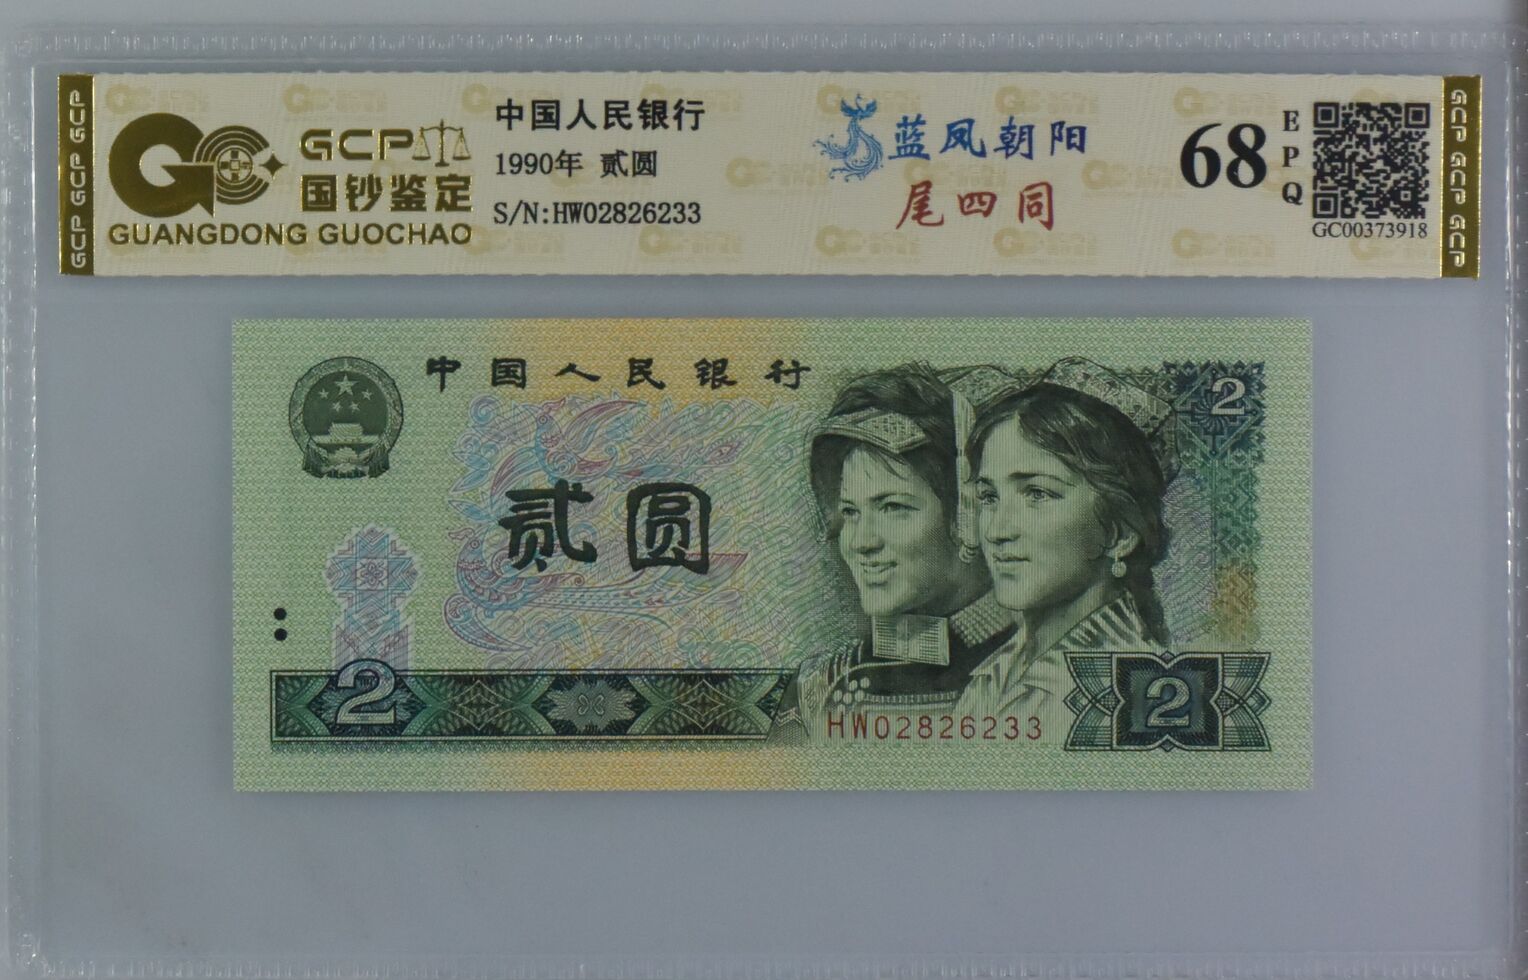 GCP GCP GCP
GCP
国钞鉴定
GUANGDONG GUOCHAO
中国人民银行
1990年 贰圆
S/N:HW02826233
蓝凤朝阳
尾四同
68
EPQ
GC00373918
GCP GCP GCP
中国人民银行
2
贰圆
2
HW02826233
2